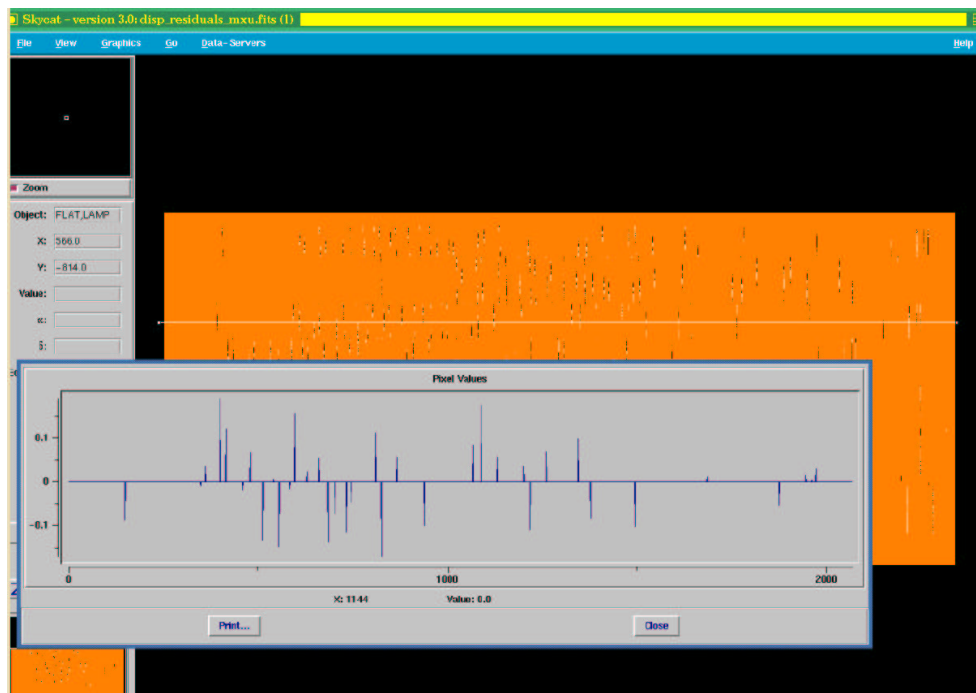 Skycat - version 3.0: disp_residuals_mxu.fits (1)
File View Graphics Go Data-Servers Help
Zoom
Object: FLAT,LAMP
X: 566.0
Y: -814.0
Value:
α:
δ:
Pixel Values
0.1
0
-0.1
0 1000 2000
X: 1144 Value: 0.0
Print... Close